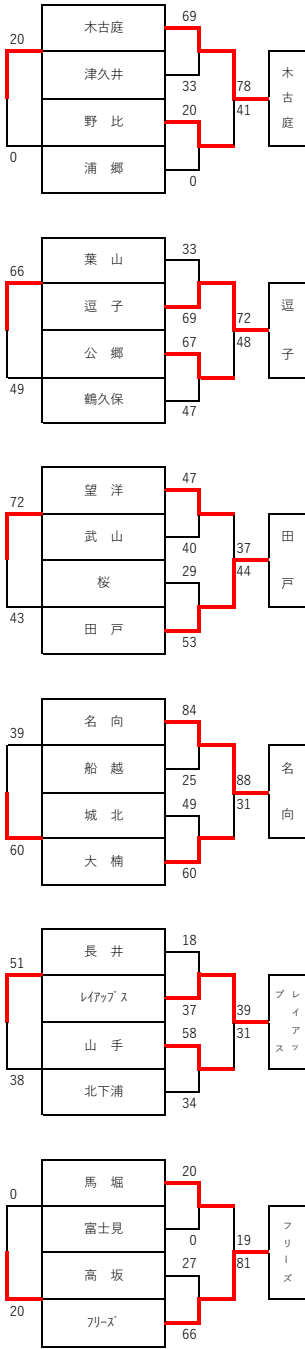 69
20
木古庭
津久井
33
78
木古庭
野　比
20
41
浦　郷
0
0
33
葉　山
66
逗　子
69
72
逗子
公　郷
67
48
49
鶴久保
47
47
望　洋
72
武　山
40
37
田戸
桜
29
44
43
田　戸
53
84
名　向
39
船　越
25
88
名向
城　北
49
31
60
大　楠
60
18
長　井
51
ﾚｲｱｯﾌﾟｽ
37
39
レイアップス
山　手
58
31
38
北下浦
34
20
馬　堀
0
富士見
0
19
フリーズ
高　坂
27
81
20
ﾌﾘｰｽﾞ
66